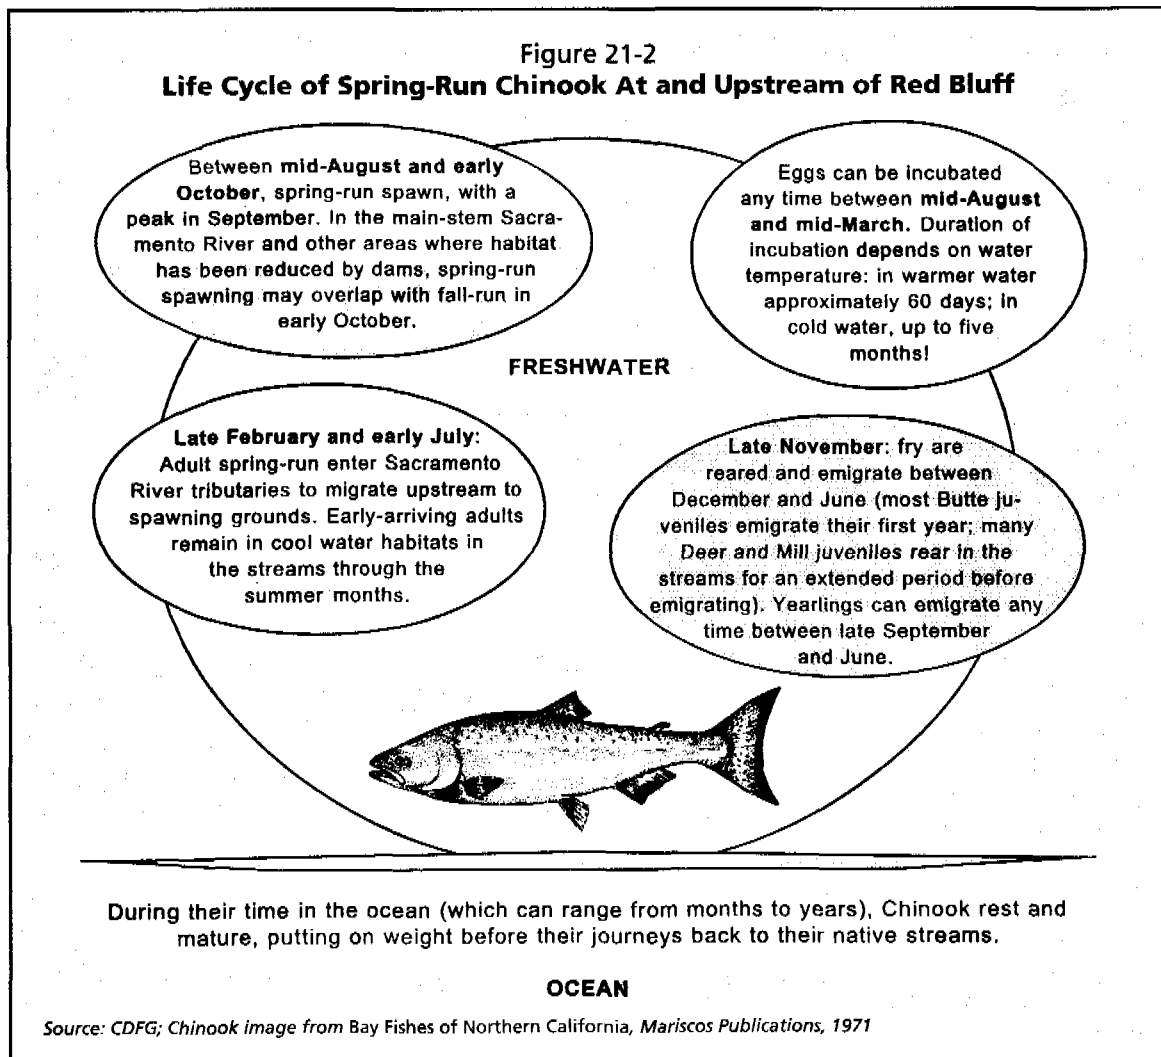 Figure 21-2
Life Cycle of Spring-Run Chinook At and Upstream of Red Bluff
Between mid-August and early
October, spring-run spawn, with a
peak in September. In the main-stem Sacra-
mento River and other areas where habitat
has been reduced by dams, spring-run
spawning may overlap with fall-run in
early October.
Eggs can be incubated
any time between mid-August
and mid-March. Duration of
incubation depends on water
temperature: in warmer water
approximately 60 days; in
cold water, up to five
months!
FRESHWATER
Late February and early July:
Adult spring-run enter Sacramento
River tributaries to migrate upstream to
spawning grounds. Early-arriving adults
remain in cool water habitats in
the streams through the
summer months.
Late November: fry are
reared and emigrate between
December and June (most Butte ju-
veniles emigrate their first year; many
Deer and Mill juveniles rear in the
streams for an extended period before
emigrating). Yearlings can emigrate any
time between late September
and June.
During their time in the ocean (which can range from months to years), Chinook rest and
mature, putting on weight before their journeys back to their native streams.
OCEAN
Source: CDFG; Chinook image from Bay Fishes of Northern California, Mariscos Publications, 1971